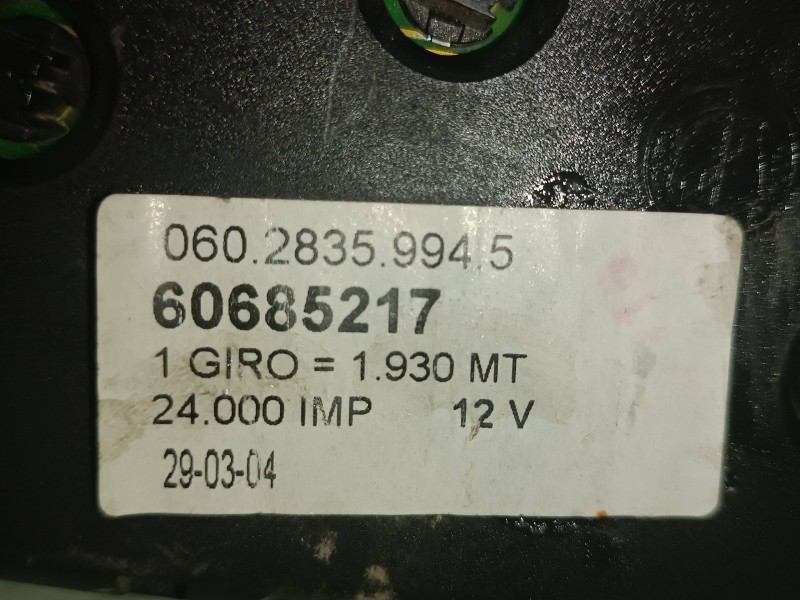 060.2835.994.5
60685217
1 GIRO = 1.930 MT
24.000 IMP 12 V
29-03-04